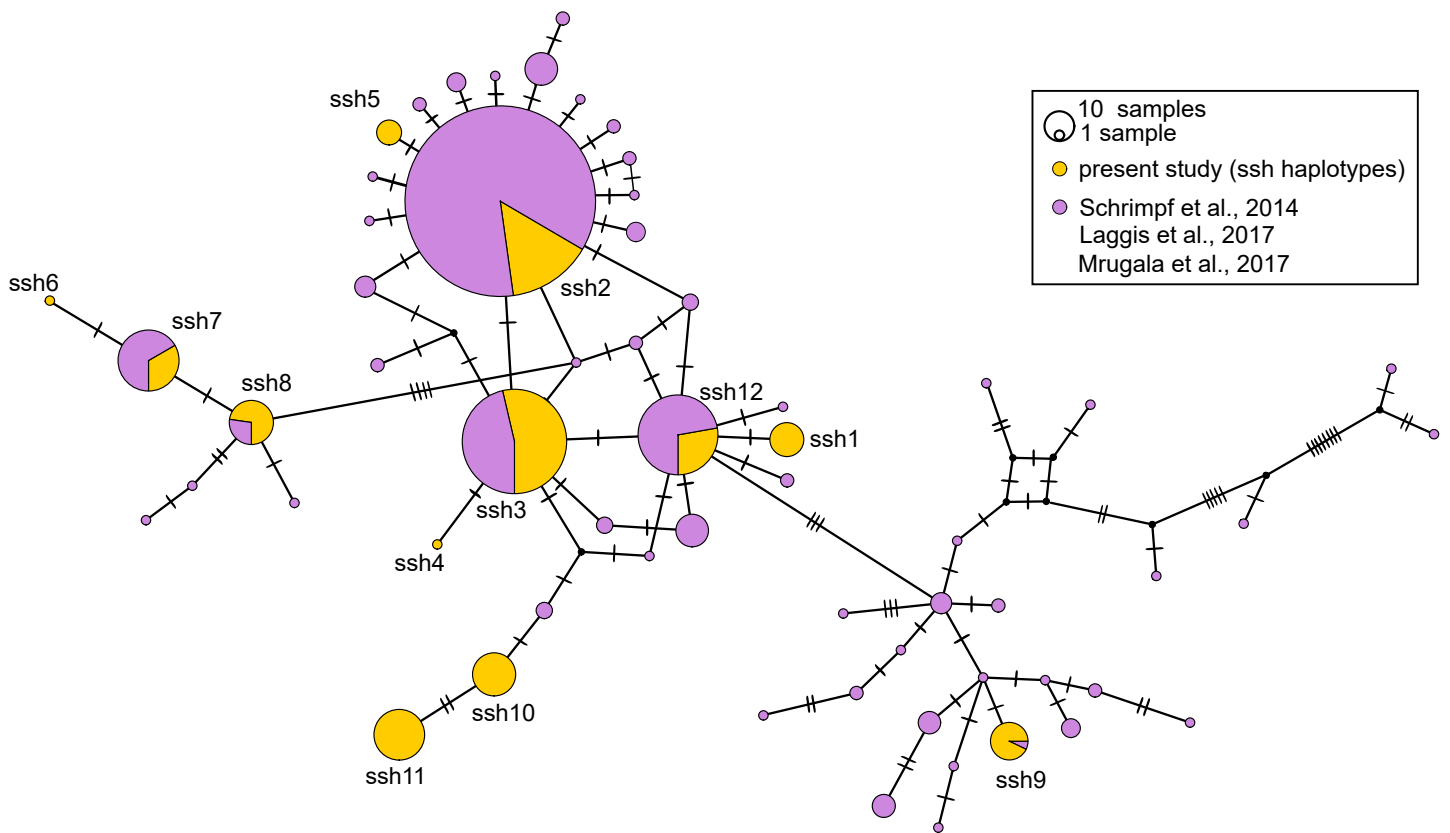 ssh5
10 samples
1 sample
present study (ssh haplotypes)
Schrimpf et al., 2014
Laggis et al., 2017
Mrugala et al., 2017
ssh6
ssh2
ssh7
ssh8
ssh12
ssh1
ssh3
ssh4
ssh10
ssh11
ssh9